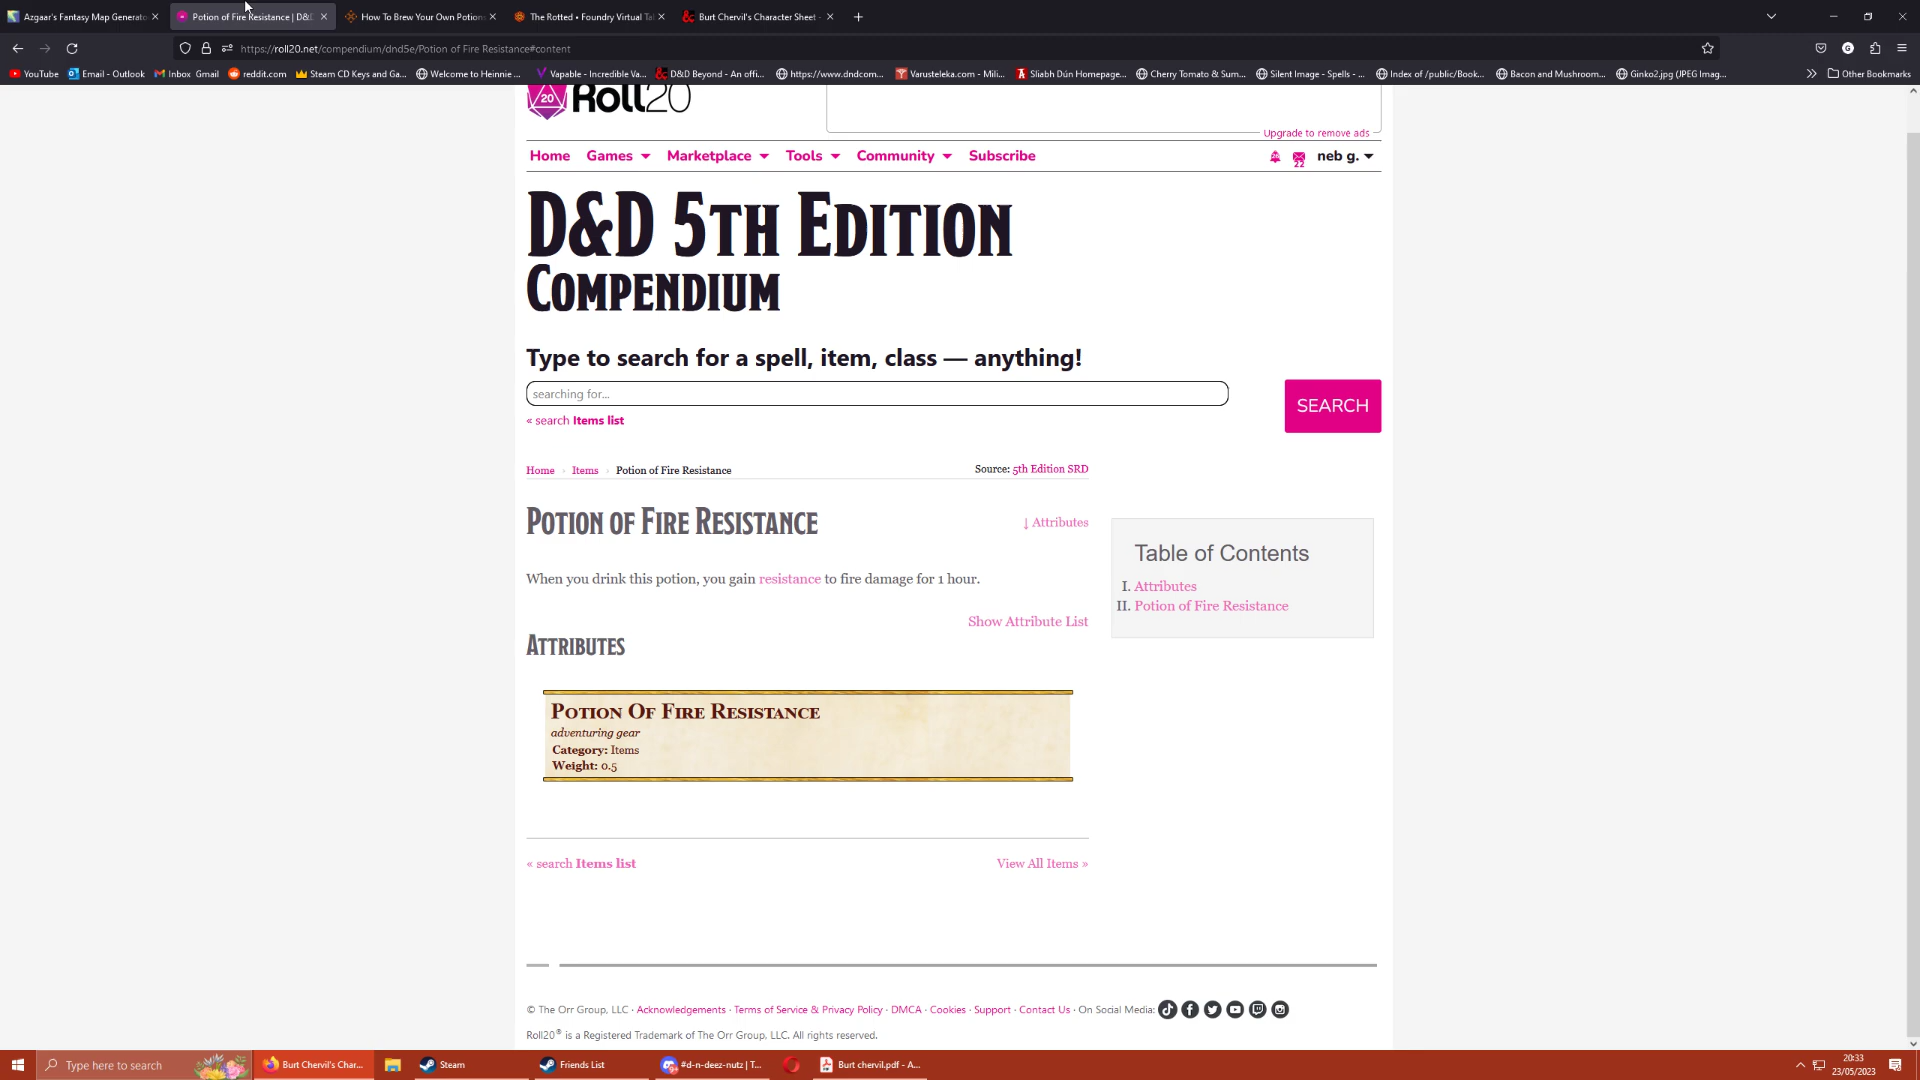 Azgaar's Fantasy Map Generato
Potion of Fire Resistance | D&D
How To Brew Your Own Potions
The Rotted • Foundry Virtual Ta
Burt Chervil's Character Sheet -
https://roll20.net/compendium/dnd5e/Potion of Fire Resistance#content
YouTube
Email - Outlook
Inbox Gmail
reddit.com
Steam CD Keys and Ga...
Welcome to Heinnie ...
Vapable - Incredible Va...
D&D Beyond - An offi...
https://www.dndcom...
Varusteleka.com - Mili...
Sliabh Dún Homepage...
Cherry Tomato & Sum...
Silent Image - Spells - ...
Index of /public/Book...
Bacon and Mushroom...
Ginko2.jpg (JPEG Imag...
Other Bookmarks
20 Roll20
Upgrade to remove ads
Home
Games
Marketplace
Tools
Community
Subscribe
22
neb g.
D&D 5th Edition
Compendium
Type to search for a spell, item, class — anything!
searching for...
SEARCH
« search Items list
Home › Items › Potion of Fire Resistance
Source: 5th Edition SRD
Potion of Fire Resistance
↓ Attributes
When you drink this potion, you gain resistance to fire damage for 1 hour.
Show Attribute List
Attributes
Potion Of Fire Resistance
adventuring gear
Category: Items
Weight: 0.5
Table of Contents
I. Attributes
II. Potion of Fire Resistance
« search Items list
View All Items »
© The Orr Group, LLC · Acknowledgements · Terms of Service & Privacy Policy · DMCA · Cookies · Support · Contact Us · On Social Media:
Roll20® is a Registered Trademark of The Orr Group, LLC. All rights reserved.
Type here to search
Burt Chervil's Char...
Steam
Friends List
#d-n-deez-nutz | T...
Burt chervil.pdf - A...
20:33
23/05/2023